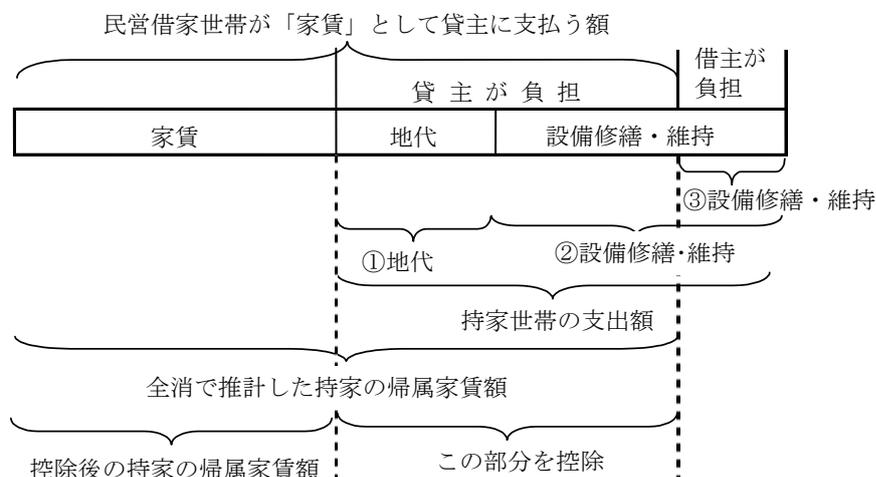 民営借家世帯が「家賃」として貸主に支払う額
借主が
負担
貸主が負担
家賃
地代
設備修繕・維持
③設備修繕・維持
①地代
②設備修繕・維持
持家世帯の支出額
全消で推計した持家の帰属家賃額
控除後の持家の帰属家賃額
この部分を控除